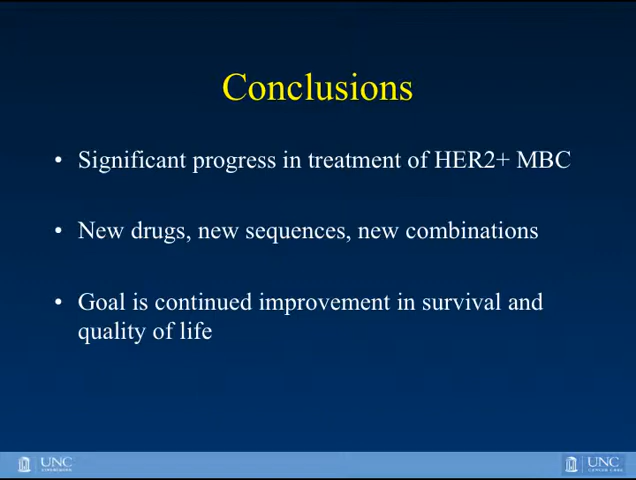 Conclusions
• Significant progress in treatment of HER2+ MBC
• New drugs, new sequences, new combinations
• Goal is continued improvement in survival and
quality of life
UNC
UNC